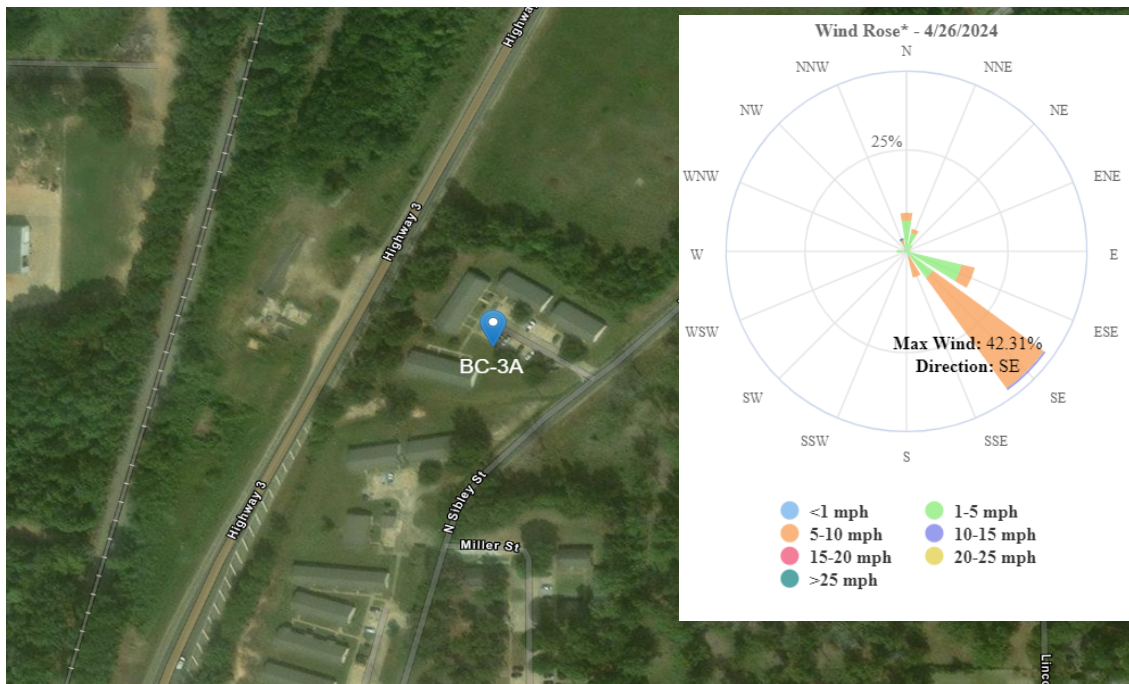 Highway
Highway 3
BC-3A
N Sibley St
Highway 3
Miller St
Linco
Wind Rose* - 4/26/2024
N
NNW
NNE
NW
NE
25%
WNW
ENE
W
E
WSW
ESE
Max Wind: 42.31%
Direction: SE
SW
SE
SSW
SSE
S
<1 mph
1-5 mph
5-10 mph
10-15 mph
15-20 mph
20-25 mph
>25 mph